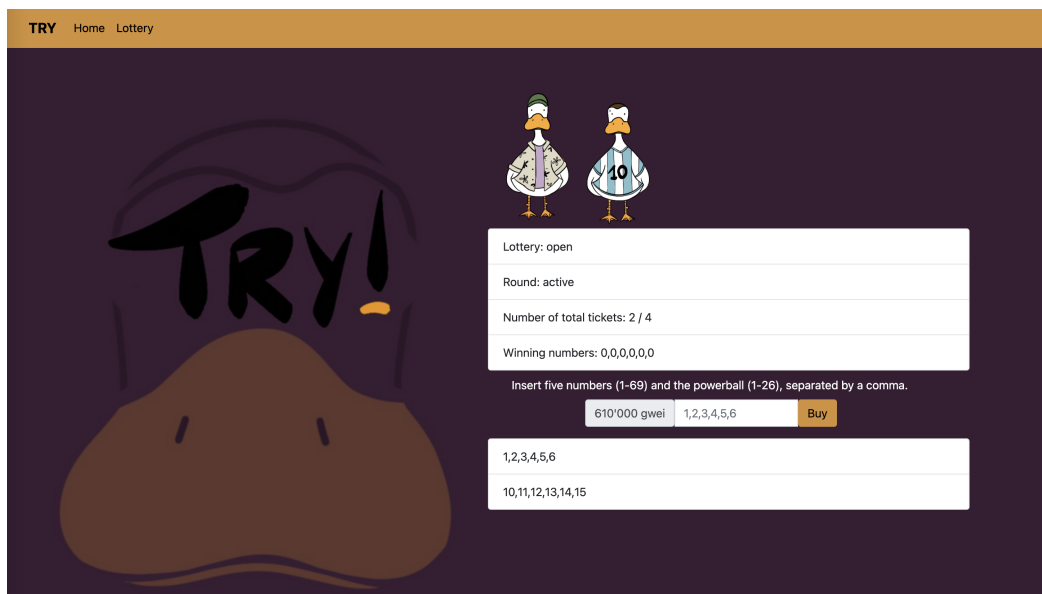 TRY Home Lottery
TRY!
10
Lottery: open
Round: active
Number of total tickets: 2 / 4
Winning numbers: 0,0,0,0,0,0
Insert five numbers (1-69) and the powerball (1-26), separated by a comma.
610'000 gwei 1,2,3,4,5,6 Buy
1,2,3,4,5,6
10,11,12,13,14,15